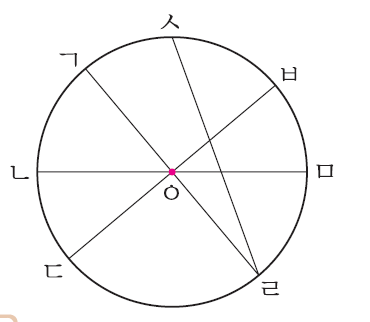 ㅅ
ㄱ
ㅂ
ㄴ
ㅁ
ㅇ
ㄷ
ㄹ